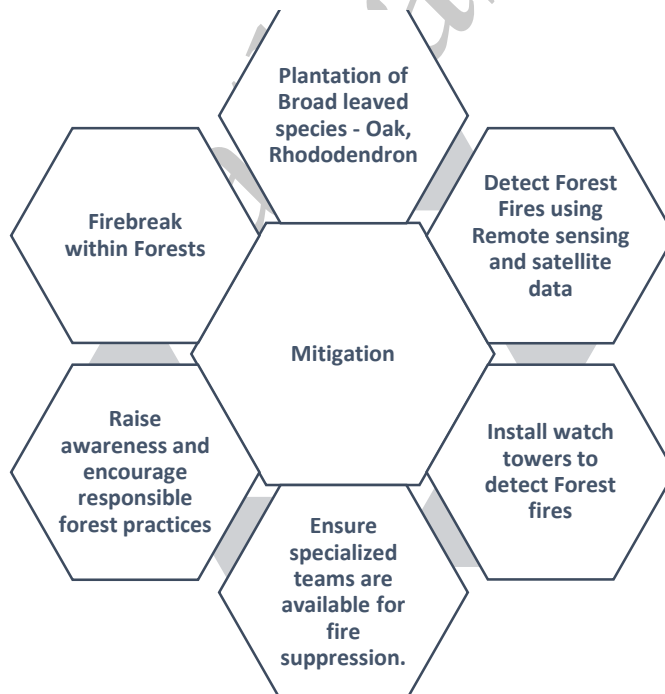 Plantation of
Broad leaved
species - Oak,
Rhododendron
Detect Forest
Fires using
Remote sensing
and satellite
data
Install watch
towers to
detect Forest
fires
Ensure
specialized
teams are
available for
fire
suppression.
Raise
awareness and
encourage
responsible
forest practices
Firebreak
within Forests
Mitigation